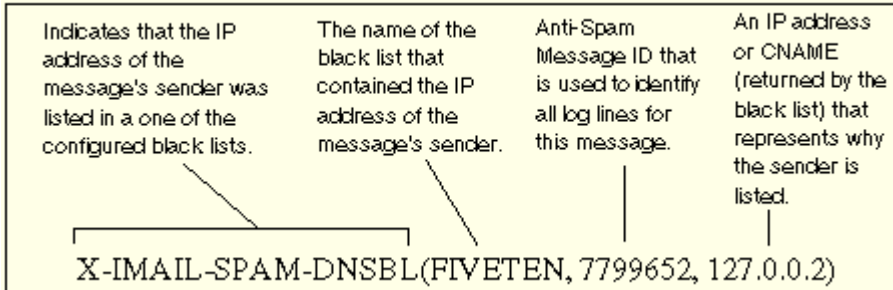 Indicates that the IP
address of the
message's sender was
listed in a one of the
configured black lists.
The name of the
black list that
contained the IP
address of the
message's sender.
Anti-Spam
Message ID that
is used to identify
all log lines for
this message.
An IP address
or CNAME
(returned by the
black list) that
represents why
the sender is
listed.
X-IMAIL-SPAM-DNSBL(FIVETEN, 7799652, 127.0.0.2)